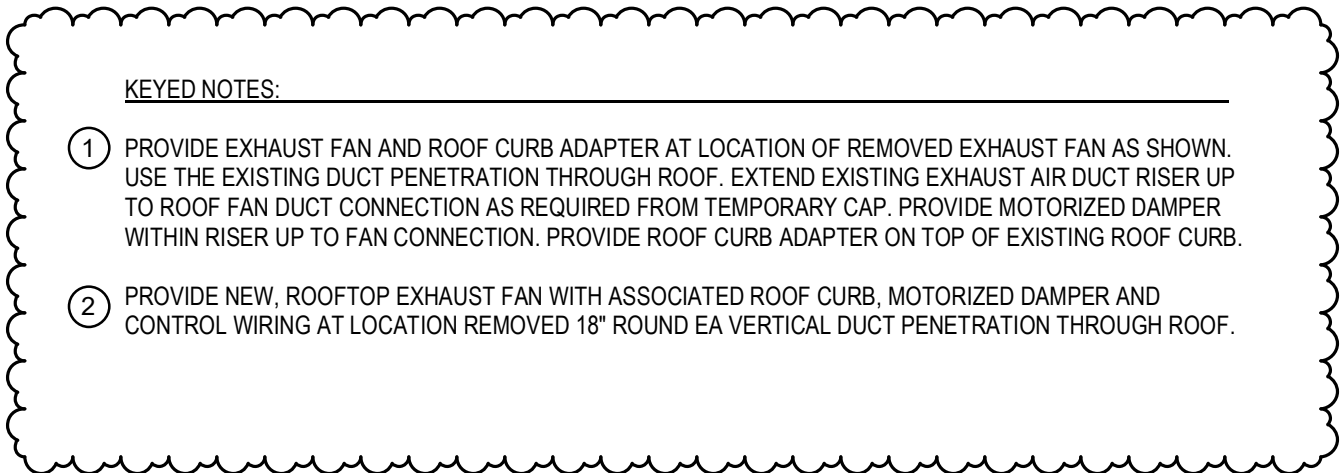 KEYED NOTES:
1 PROVIDE EXHAUST FAN AND ROOF CURB ADAPTER AT LOCATION OF REMOVED EXHAUST FAN AS SHOWN.
USE THE EXISTING DUCT PENETRATION THROUGH ROOF. EXTEND EXISTING EXHAUST AIR DUCT RISER UP
TO ROOF FAN DUCT CONNECTION AS REQUIRED FROM TEMPORARY CAP. PROVIDE MOTORIZED DAMPER
WITHIN RISER UP TO FAN CONNECTION. PROVIDE ROOF CURB ADAPTER ON TOP OF EXISTING ROOF CURB.
2 PROVIDE NEW, ROOFTOP EXHAUST FAN WITH ASSOCIATED ROOF CURB, MOTORIZED DAMPER AND
CONTROL WIRING AT LOCATION REMOVED 18" ROUND EA VERTICAL DUCT PENETRATION THROUGH ROOF.